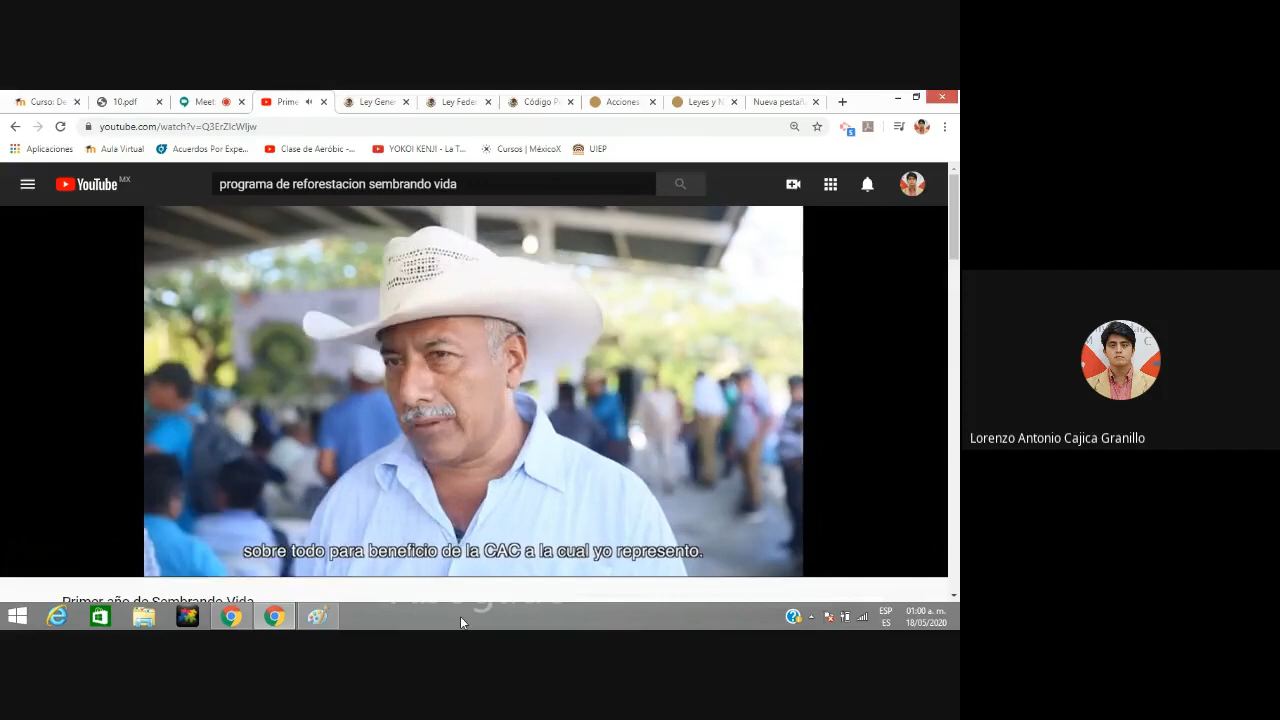 Curso: De
10.pdf
Meet
Prime
Ley Gene
Ley Fede
Código P
Acciones
Leyes y N
Nueva pestaña
youtube.com/watch?v=Q3ErZIcWIjw
5
Aplicaciones
Aula Virtual
Acuerdos Por Expe...
Clase de Aeróbic -...
YOKOI KENJI - La T...
Cursos | MéxicoX
UIEP
YouTube MX
programa de reforestacion sembrando vida
sobre todo para beneficio de la CAC a la cual yo represento.
Lorenzo Antonio Cajica Granillo
Primer año de Sembrando Vida
ESP
ES
01:00 a. m.
18/05/2020